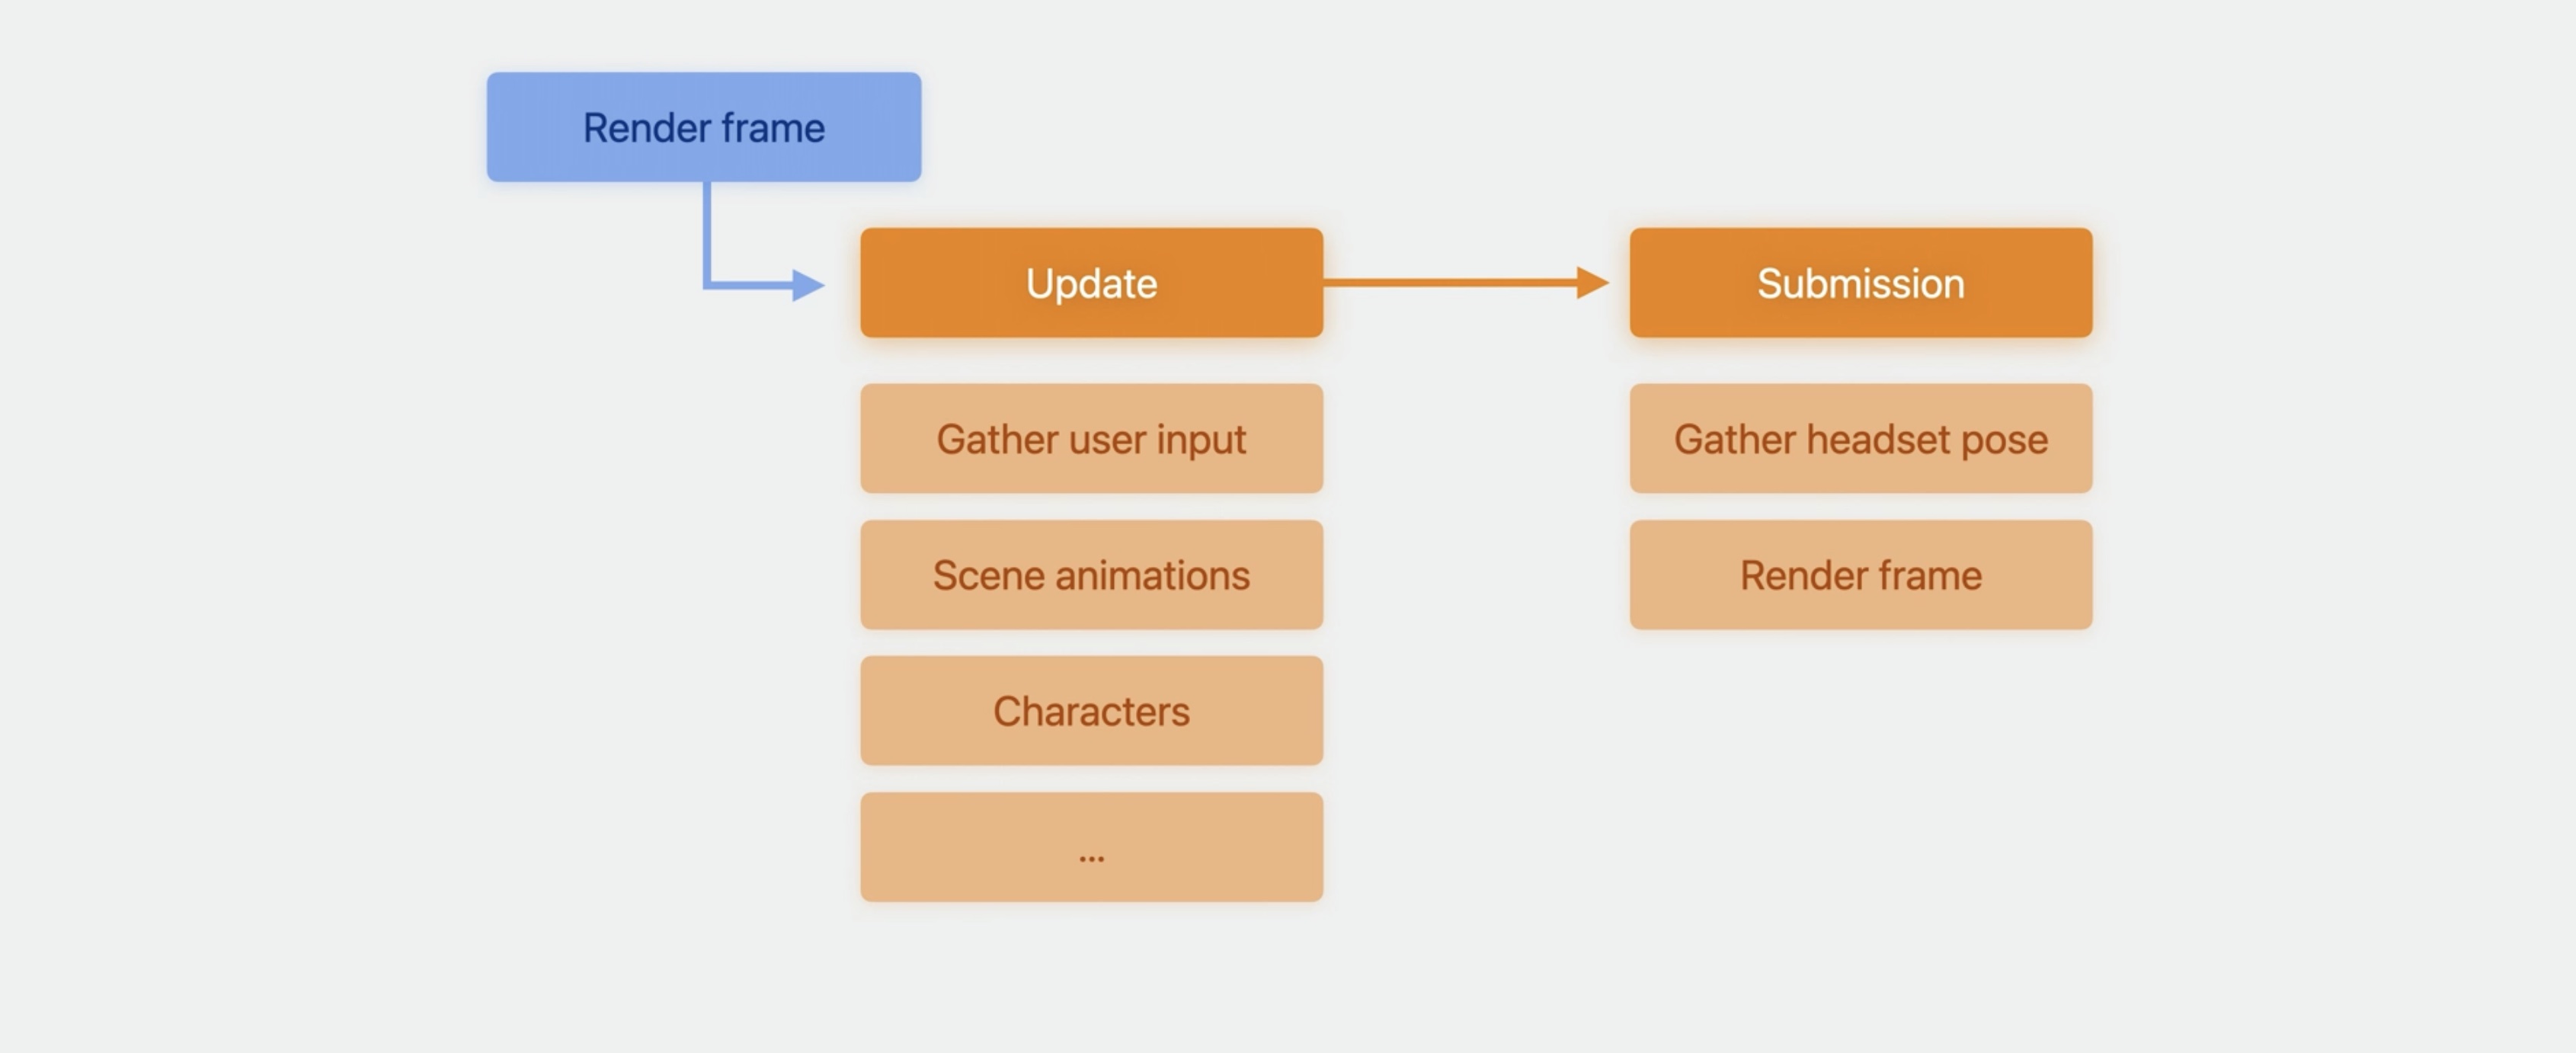 Render frame
Update
Submission
Gather user input
Gather headset pose
Scene animations
Render frame
Characters
...